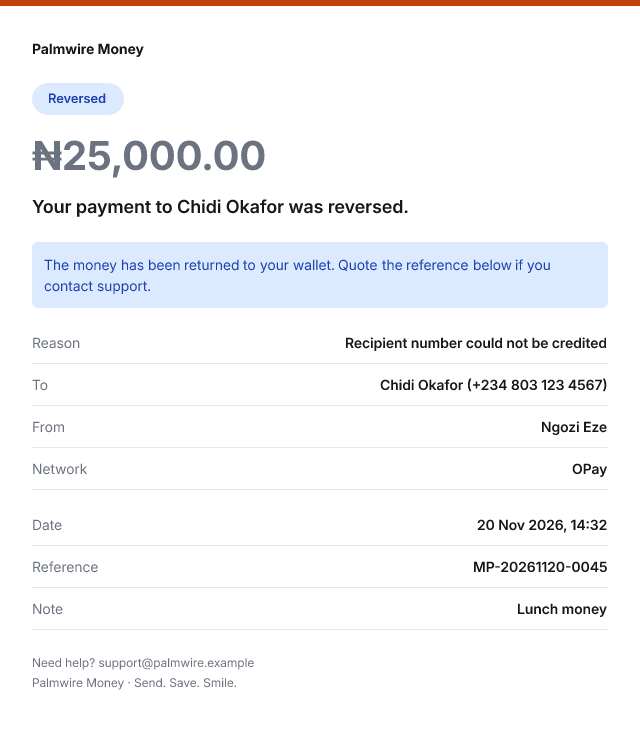 Palmwire Money
Reversed
₦25,000.00
Your payment to Chidi Okafor was reversed.
The money has been returned to your wallet. Quote the reference below if you
contact support.
Reason Recipient number could not be credited
To Chidi Okafor (+234 803 123 4567)
From Ngozi Eze
Network OPay
Date 20 Nov 2026, 14:32
Reference MP-20261120-0045
Note Lunch money
Need help? support@palmwire.example
Palmwire Money · Send. Save. Smile.